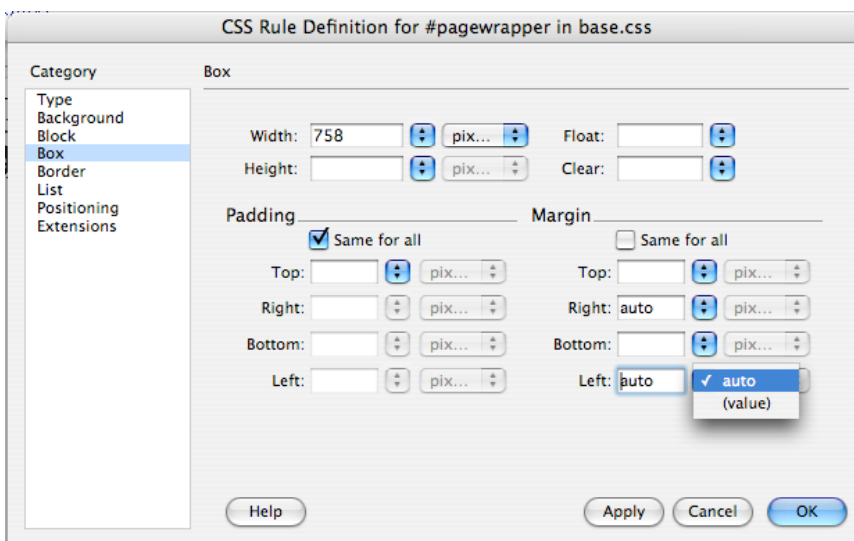 CSS Rule Definition for #pagewrapper in base.css
Category
Type
Background
Block
Box
Border
List
Positioning
Extensions
Box
Width: 758 pix... Float:
Height: pix... Clear:
Padding Margin
Same for all Same for all
Top: pix... Top: pix...
Right: pix... Right: auto pix...
Bottom: pix... Bottom: pix...
Left: pix... Left: auto ✓ auto
(value)
Help Apply Cancel OK